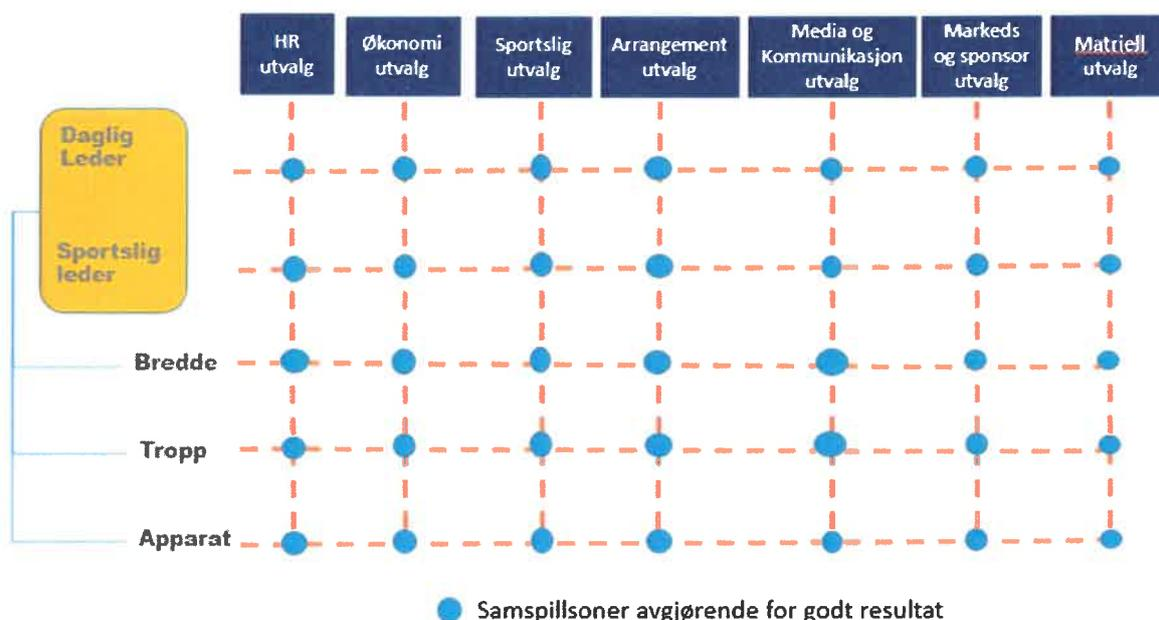 HR
utvalg
Økonomi
utvalg
Sportslig
utvalg
Arrangement
utvalg
Media og
Kommunikasjon
utvalg
Markeds
og sponsor
utvalg
Matriell
utvalg
Daglig
Leder
Sportslig
leder
Bredde
Tropp
Apparat
Samspillsoner avgjørende for godt resultat